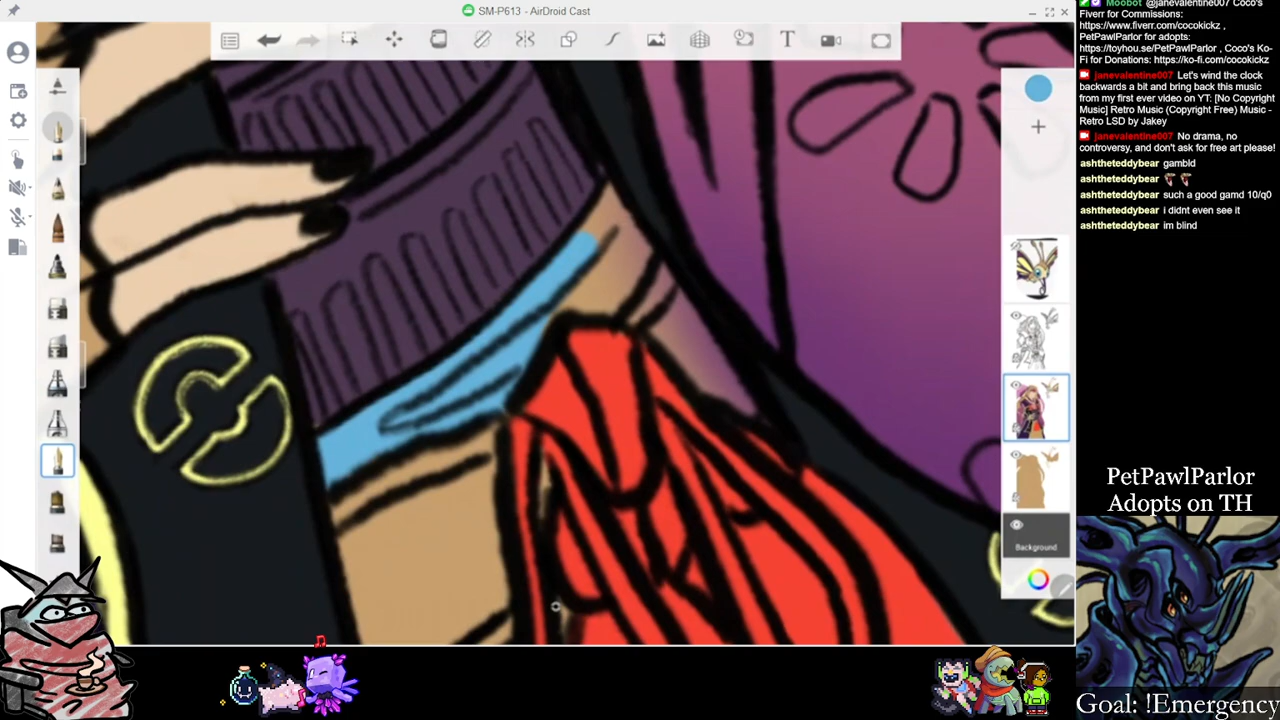 SM-P613 - AirDroid Cast
T
Background
Moobot @janevalentine007 Coco's
Fiverr for Commissions:
https://www.fiverr.com/cocokickz ,
PetPawlParlor for adopts:
https://toyhou.se/PetPawlParlor , Coco's Ko-
Fi for Donations: https://ko-fi.com/cocokickz
janevalentine007 Let's wind the clock
backwards a bit and bring back this music
from my first ever video on YT: [No Copyright
Music] Retro Music (Copyright Free) Music -
Retro LSD by Jakey
janevalentine007 No drama, no
controversy, and don't ask for free art please!
ashtheteddybear gambld
ashtheteddybear
ashtheteddybear such a good gamd 10/q0
ashtheteddybear i didnt even see it
ashtheteddybear im blind
PetPawlParlor
Adopts on TH
Goal: !Emergency